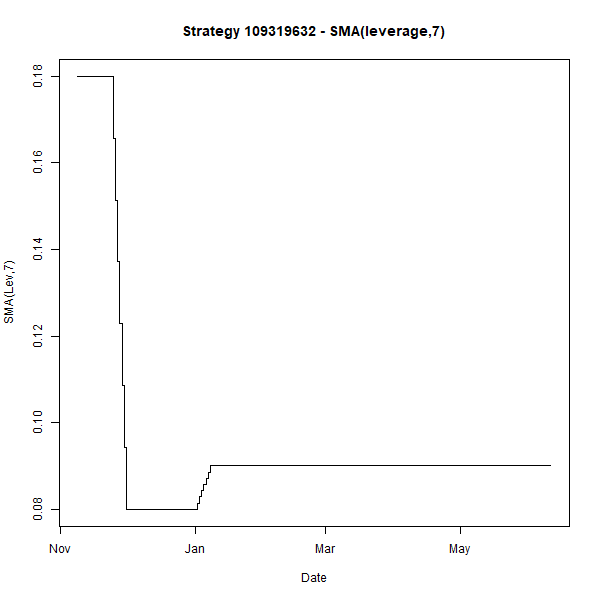 Strategy 109319632 - SMA(leverage,7)
SMA(Lev,7)
0.18
0.16
0.14
0.12
0.10
0.08
Nov
Jan
Mar
May
Date